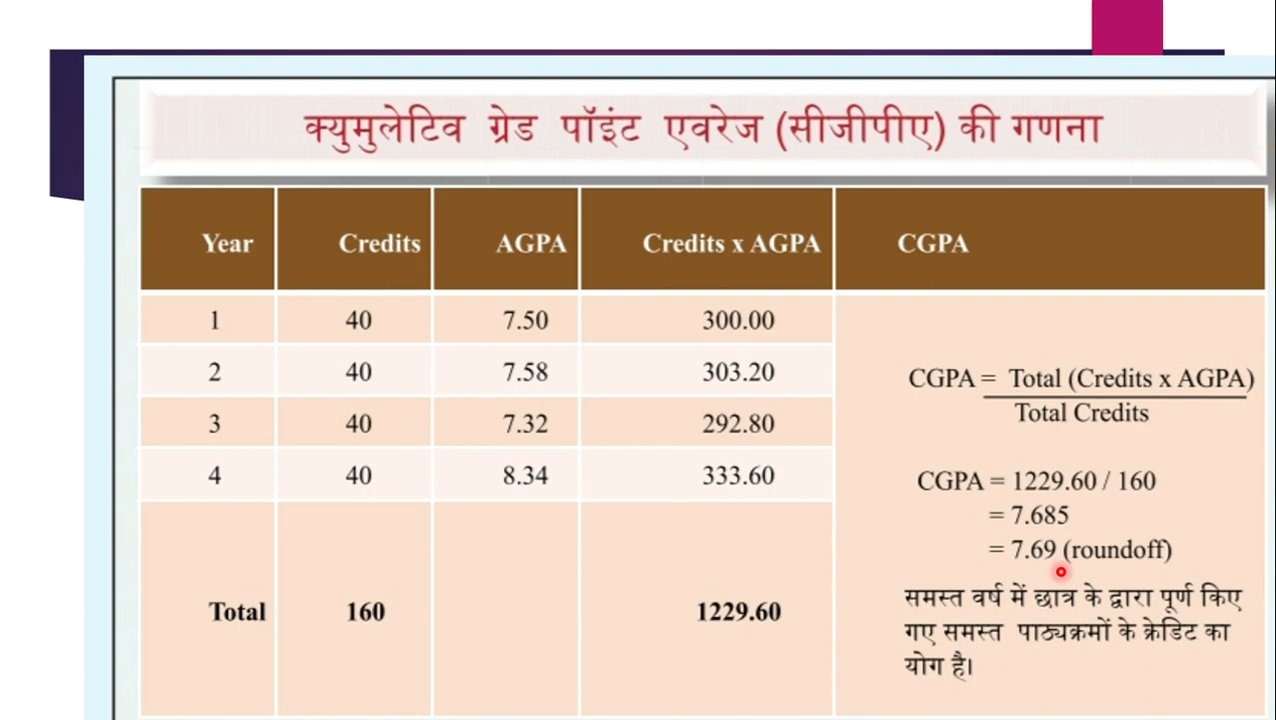 क्युमुलेटिव ग्रेड पॉइंट एवरेज (सीजीपीए) की गणना
Year Credits AGPA Credits x AGPA CGPA
1 40 7.50 300.00
2 40 7.58 303.20
3 40 7.32 292.80
4 40 8.34 333.60
Total 160 1229.60
CGPA = Total (Credits x AGPA)
Total Credits
CGPA = 1229.60 / 160
= 7.685
= 7.69 (roundoff)
समस्त वर्ष में छात्र के द्वारा पूर्ण किए
गए समस्त पाठ्यक्रमों के क्रेडिट का
योग है।